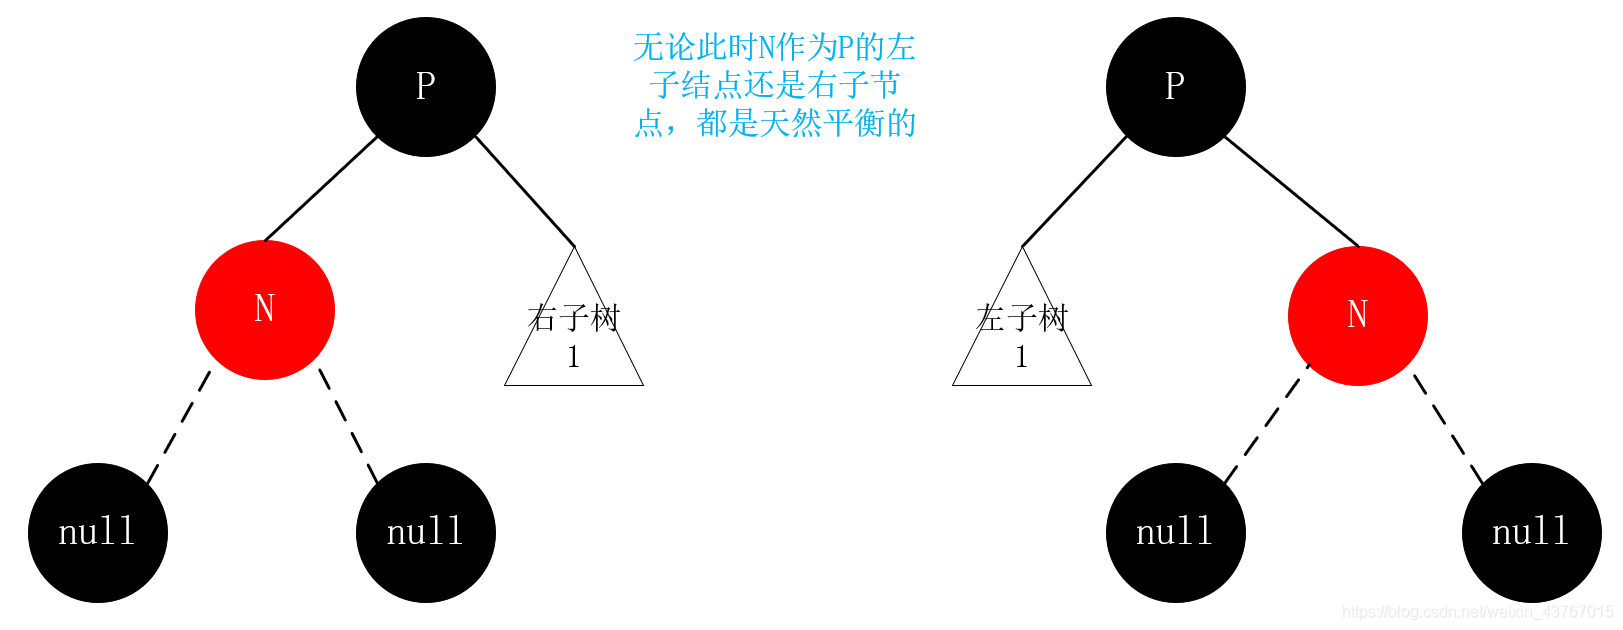 P
无论此时N作为P的左
子结点还是右子节
点，都是天然平衡的
P
N
右子树
1
左子树
1
N
null
null
null
null
https://blog.csdn.net/weixin_43767015